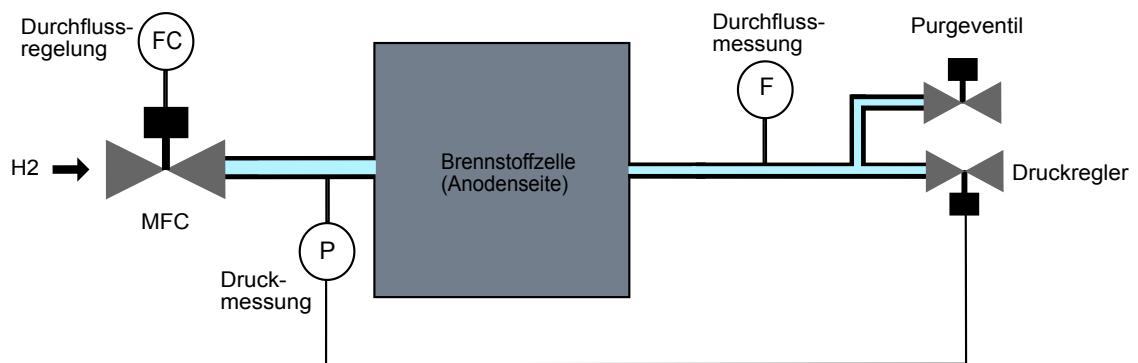 Durchfluss-
regelung
FC
Durchfluss-
messung
F
Purgeventil
H2
MFC
Brennstoffzelle
(Anodenseite)
Druckregler
P
Druck-
messung